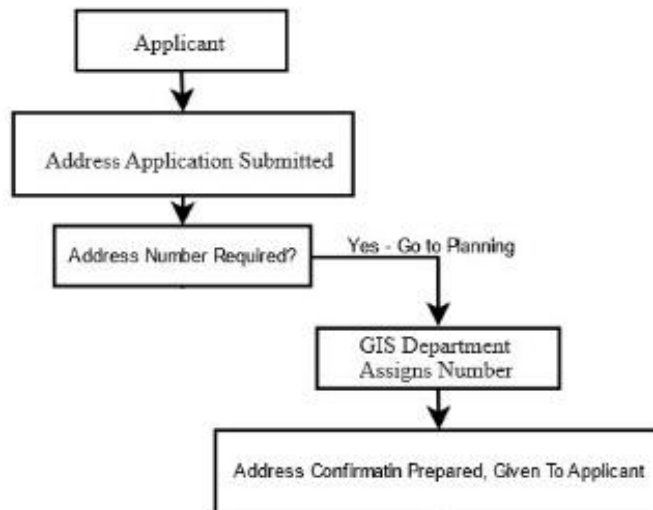 Applicant
Address Application Submitted
Address Number Required?
Yes - Go to Planning
GIS Department
Assigns Number
Address Confirmatin Prepared, Given To Applicant